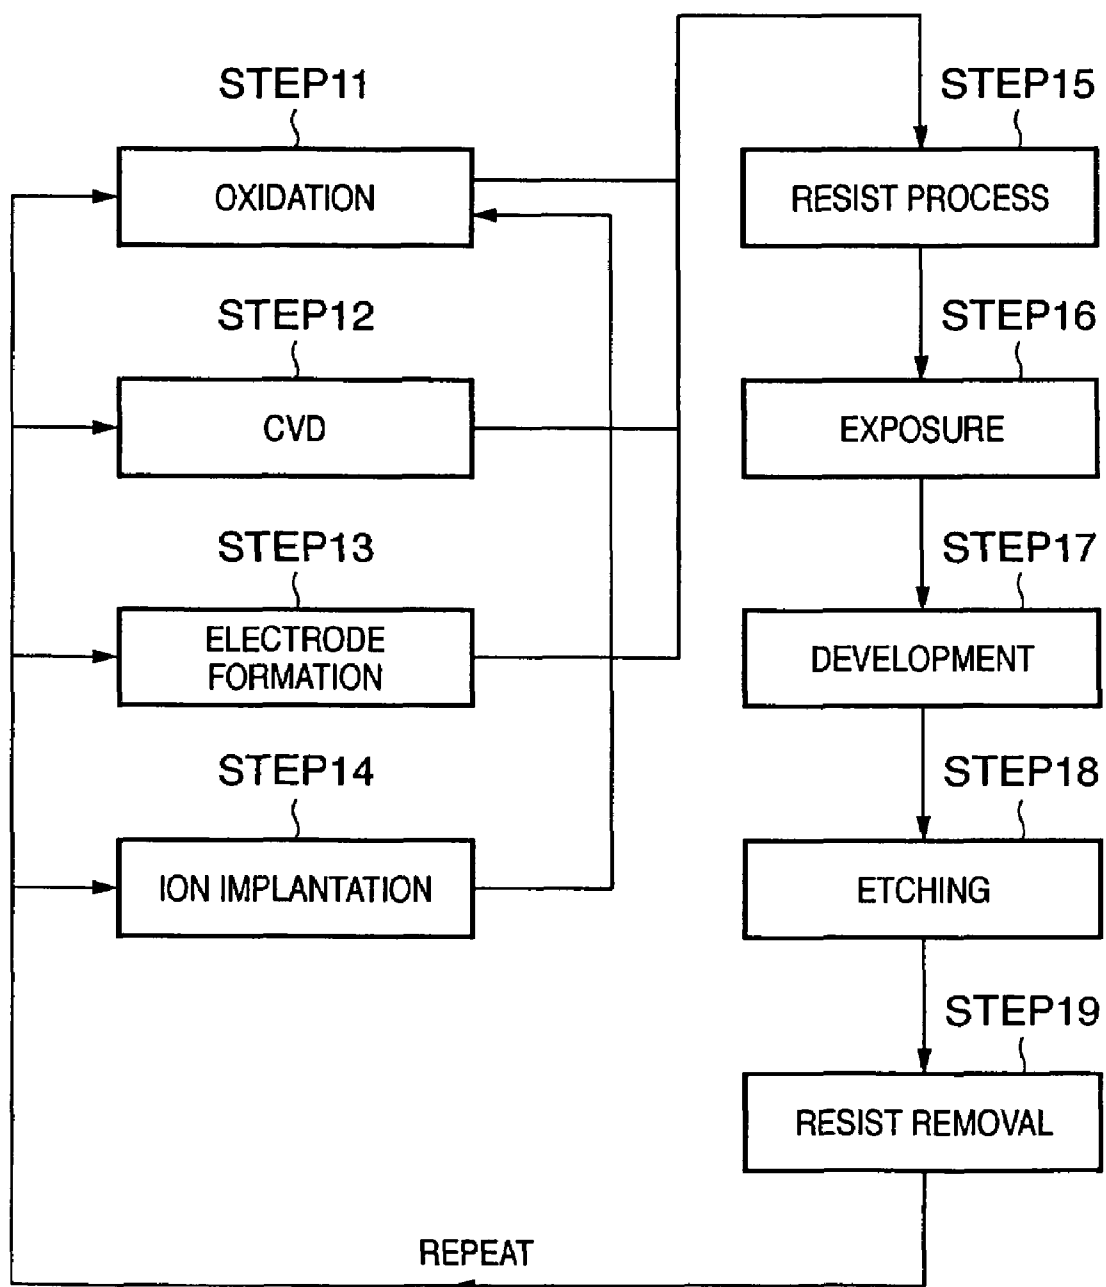 STEP11
OXIDATION
STEP12
CVD
STEP13
ELECTRODE
FORMATION
STEP14
ION IMPLANTATION
STEP15
RESIST PROCESS
STEP16
EXPOSURE
STEP17
DEVELOPMENT
STEP18
ETCHING
STEP19
RESIST REMOVAL
REPEAT